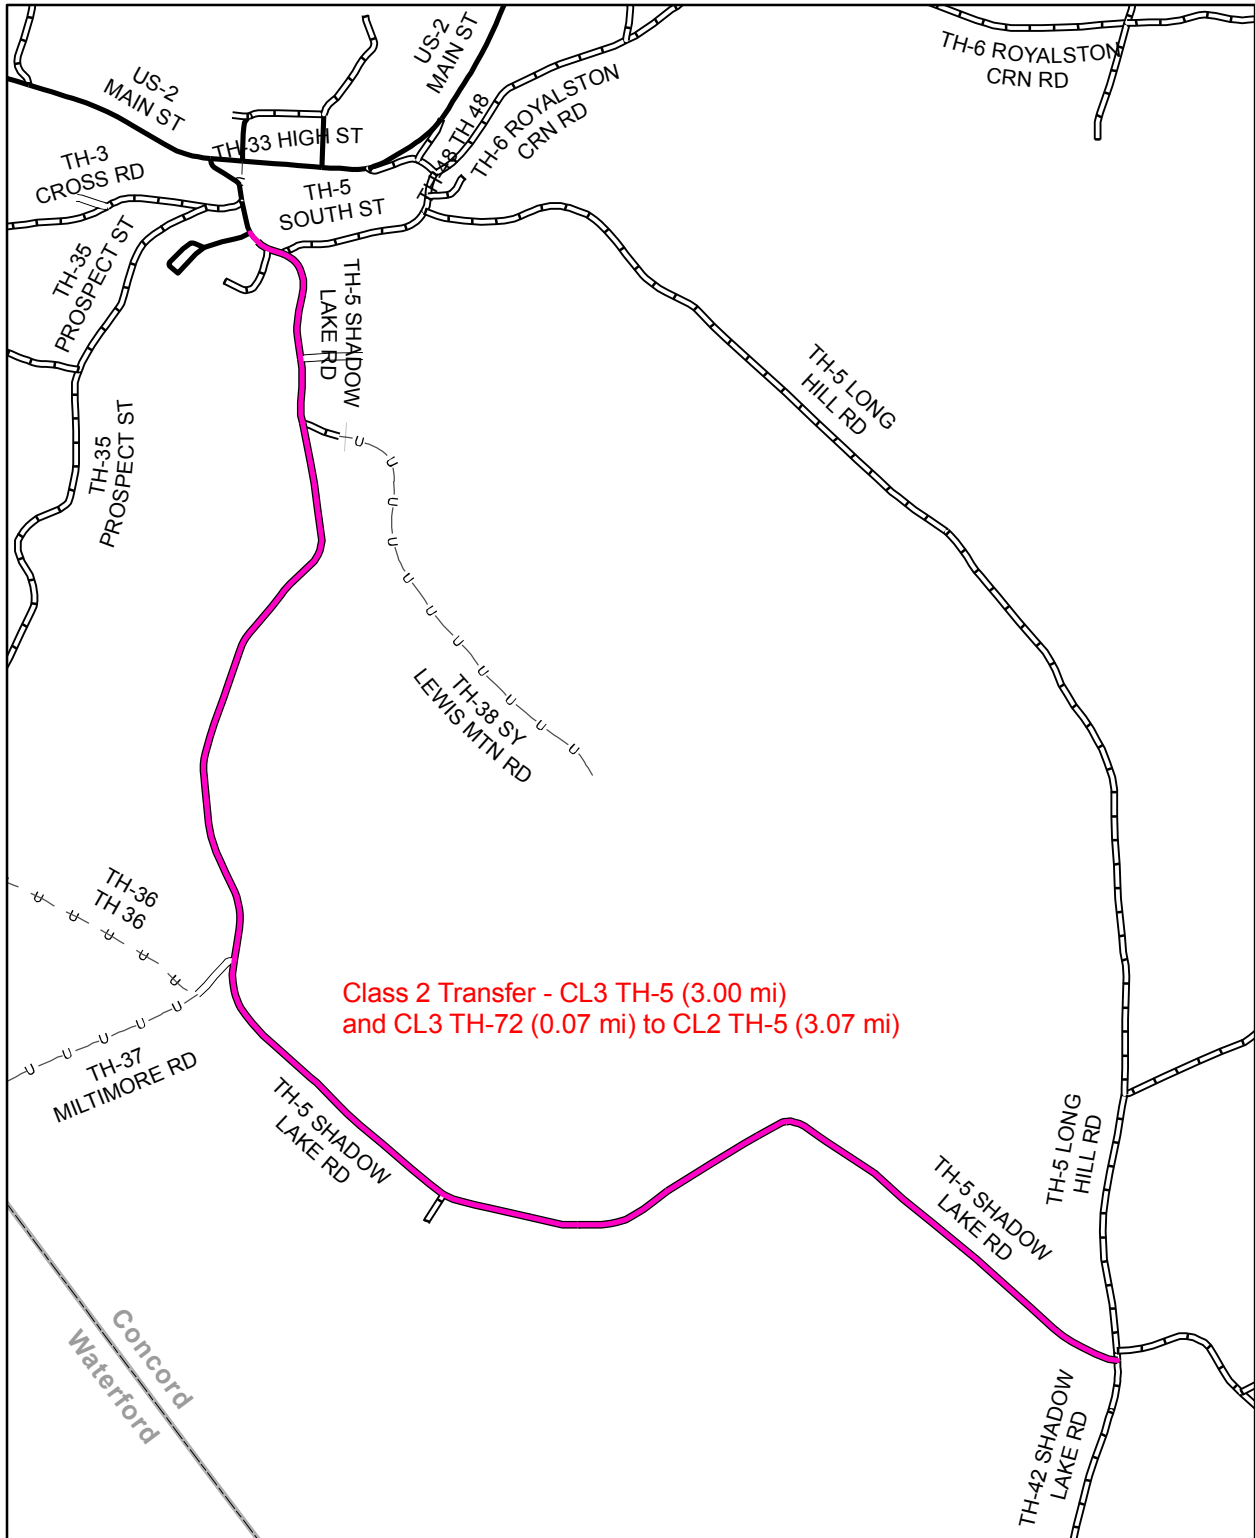 US-2
MAIN ST
US-2
MAIN ST
TH-6 ROYALSTON
CRN RD
TH-33 HIGH ST
TH-48 TH 48
TH-6 ROYALSTON
CRN RD
TH-3
CROSS RD
TH-5
SOUTH ST
TH-35
PROSPECT ST
TH-5 SHADOW
LAKE RD
TH-5 LONG
HILL RD
TH-35
PROSPECT ST
U
U
U
U
U
U
U
U
U
U
U
TH-38 SY
LEWIS MTN RD
TH-36
TH 36
U
U
U
U
U
U
U
U
U
U
TH-37
MILTIMORE RD
Class 2 Transfer - CL3 TH-5 (3.00 mi)
and CL3 TH-72 (0.07 mi) to CL2 TH-5 (3.07 mi)
TH-5 SHADOW
LAKE RD
TH-5 LONG
HILL RD
TH-5 SHADOW
LAKE RD
Concord
Waterford
TH-42 SHADOW
LAKE RD